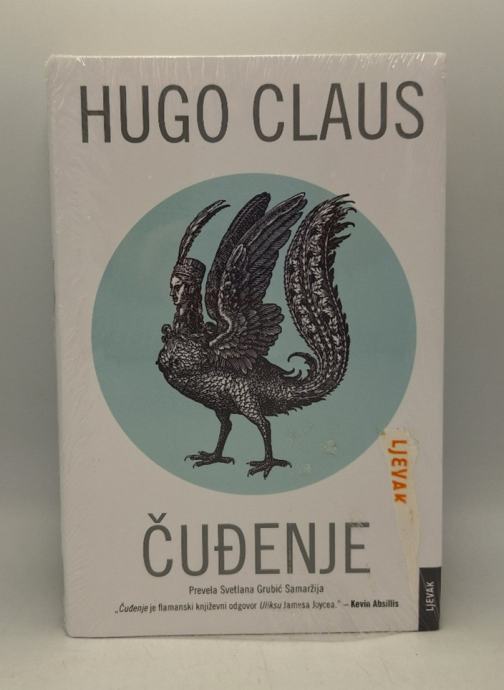 HUGO CLAUS
LJEVAK
ČUĐENJE
Prevela Svetlana Grubić Samaržija
„Čuđenje je flamanski književni odgovor Uliksu Jamesa Joycea.“ – Kevin Absillis
LJEVAK